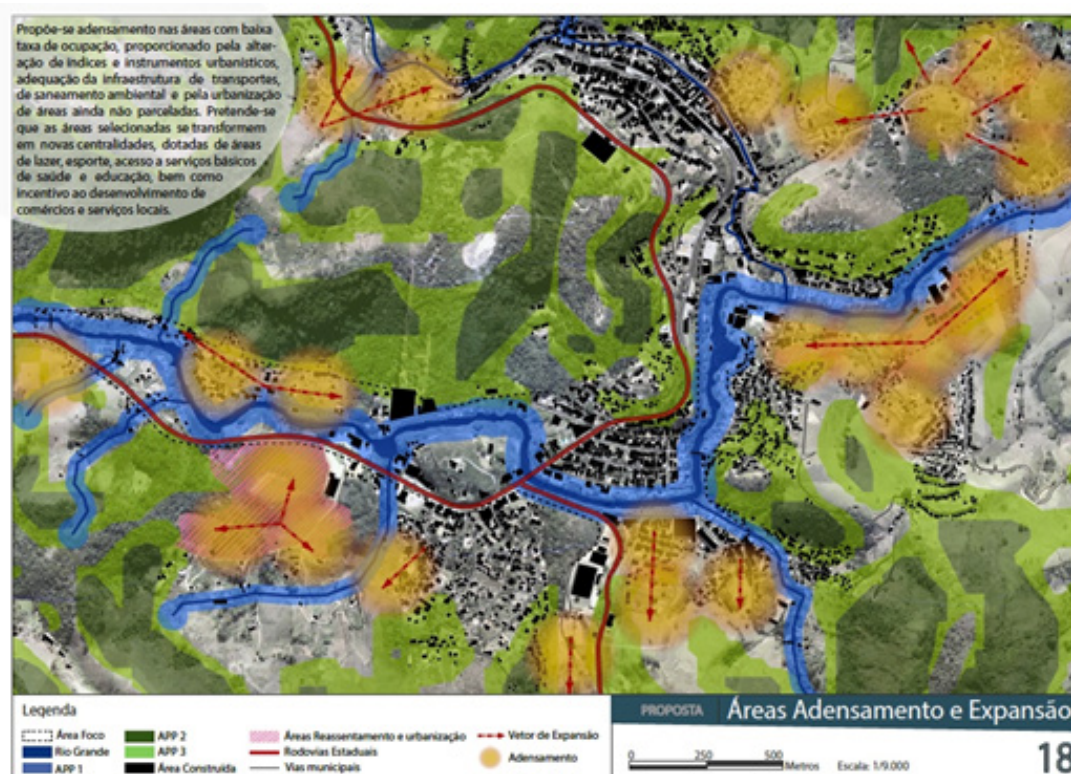 Propõe-se adensamento nas áreas com baixa
taxa de ocupação, proporcionado pela alter-
ação de índices e instrumentos urbanísticos,
adequação da infraestrutura de transportes,
de saneamento ambiental e pela urbanização
de áreas ainda não parceladas. Pretende-se
que as áreas selecionadas se transformem
em novas centralidades, dotadas de áreas
de lazer, esporte, acesso a serviços básicos
de saúde e educação, bem como
incentivo ao desenvolvimento de
comércios e serviços locais.
Legenda
Área Foco
Rio Grande
APP 1
APP 2
APP 3
Área Construída
Áreas Reassentamento e urbanização
Rodovias Estaduais
Vias municipais
Vetor de Expansão
Adensamento
PROPOSTA
Áreas Adensamento e Expansão
0 250 500
Metros
Escala: 1/9.000
18